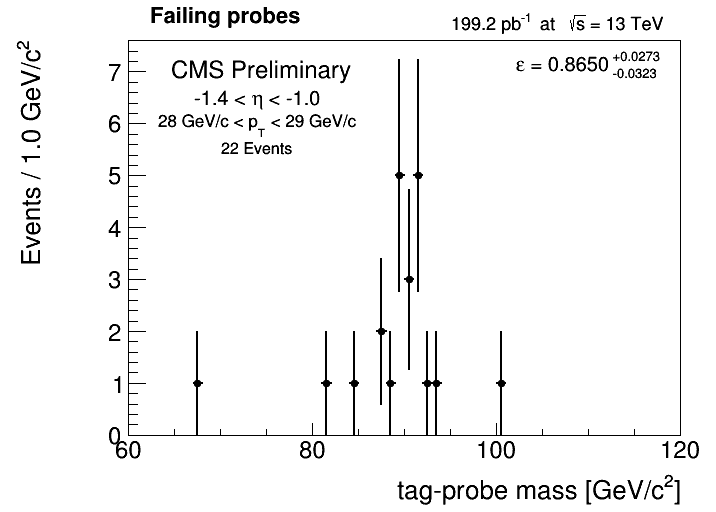 Failing probes
199.2 pb⁻¹ at √s = 13 TeV
CMS Preliminary
ε = 0.8650 +0.0273 -0.0323
-1.4 < η < -1.0
28 GeV/c < p_T < 29 GeV/c
22 Events
Events / 1.0 GeV/c²
7
6
5
4
3
2
1
0
60 80 100 120
tag-probe mass [GeV/c²]